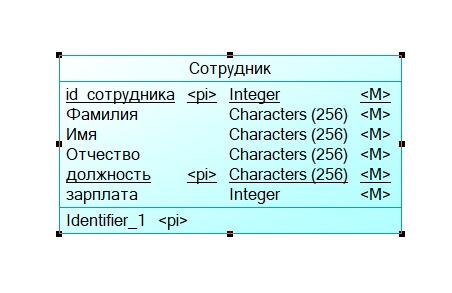 Сотрудник
id_сотрудника <pi> Integer <M>
Фамилия Characters (256) <M>
Имя Characters (256) <M>
Отчество Characters (256) <M>
должность <pi> Characters (256) <M>
зарплата Integer <M>
Identifier_1 <pi>